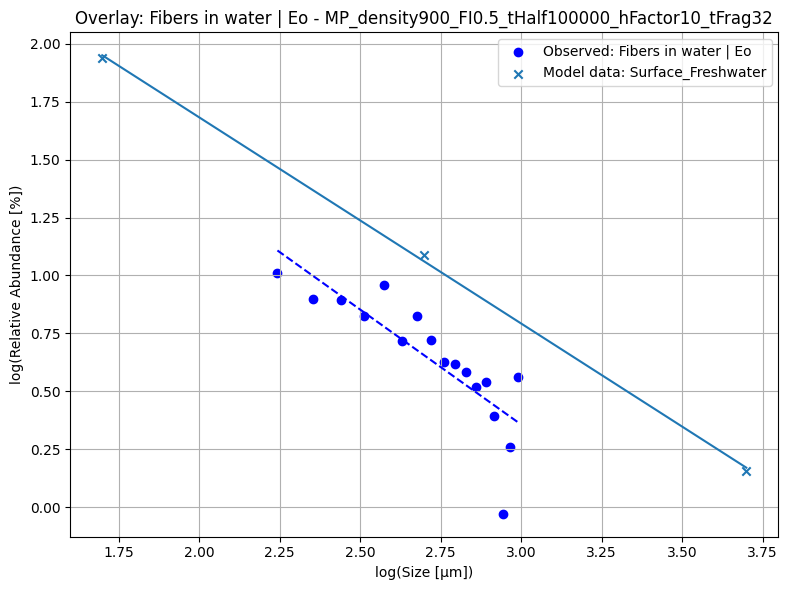 Overlay: Fibers in water | Eo - MP_density900_FI0.5_tHalf100000_hFactor10_tFrag32
Observed: Fibers in water | Eo
Model data: Surface_Freshwater
log(Relative Abundance [%])
2.00
1.75
1.50
1.25
1.00
0.75
0.50
0.25
0.00
1.75 2.00 2.25 2.50 2.75 3.00 3.25 3.50 3.75
log(Size [μm])